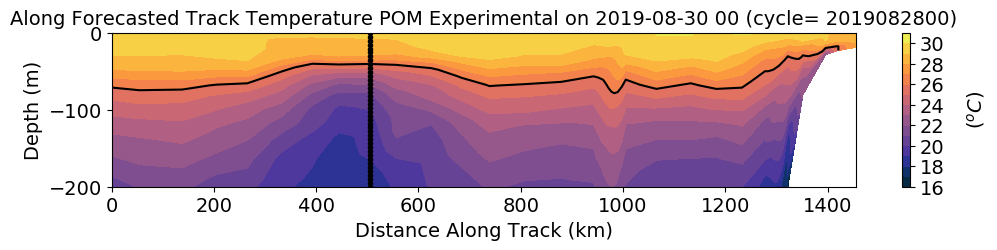 Along Forecasted Track Temperature POM Experimental on 2019-08-30 00 (cycle= 2019082800)
0
−100
−200
Depth (m)
0 200 400 600 800 1000 1200 1400
Distance Along Track (km)
30
28
26
24
22
20
18
16
(°C)